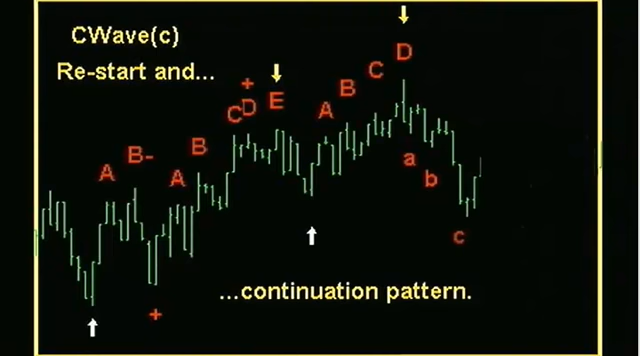 CWave(c)
Re-start and...
A
B-
+
A
B
C
D
+
E
A
B
C
D
a
b
c
...continuation pattern.